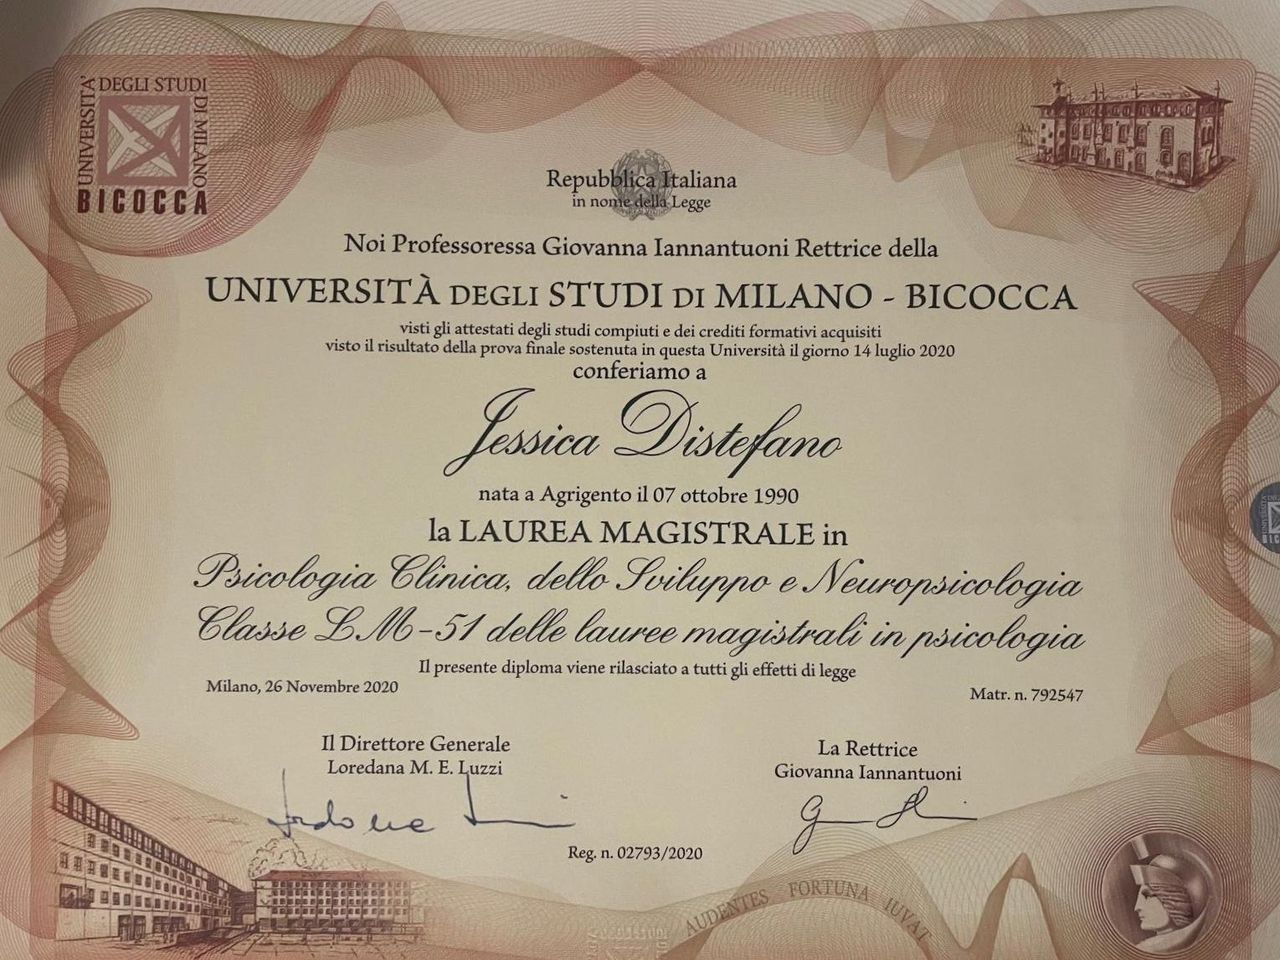 UNIVERSITA' DEGLI STUDI DI MILANO
BICOCCA
Repubblica Italiana
in nome della Legge
Noi Professoressa Giovanna Iannantuoni Rettrice della
UNIVERSITÀ DEGLI STUDI DI MILANO - BICOCCA
visti gli attestati degli studi compiuti e dei crediti formativi acquisiti
visto il risultato della prova finale sostenuta in questa Università il giorno 14 luglio 2020
conferiamo a
Jessica Distefano
nata a Agrigento il 07 ottobre 1990
la LAUREA MAGISTRALE in
Psicologia Clinica, dello Sviluppo e Neuropsicologia
Classe LM-51 delle lauree magistrali in psicologia
Il presente diploma viene rilasciato a tutti gli effetti di legge
Milano, 26 Novembre 2020
Matr. n. 792547
Il Direttore Generale
Loredana M. E. Luzzi
La Rettrice
Giovanna Iannantuoni
Reg. n. 02793/2020
AUDENTES FORTUNA IUVAT